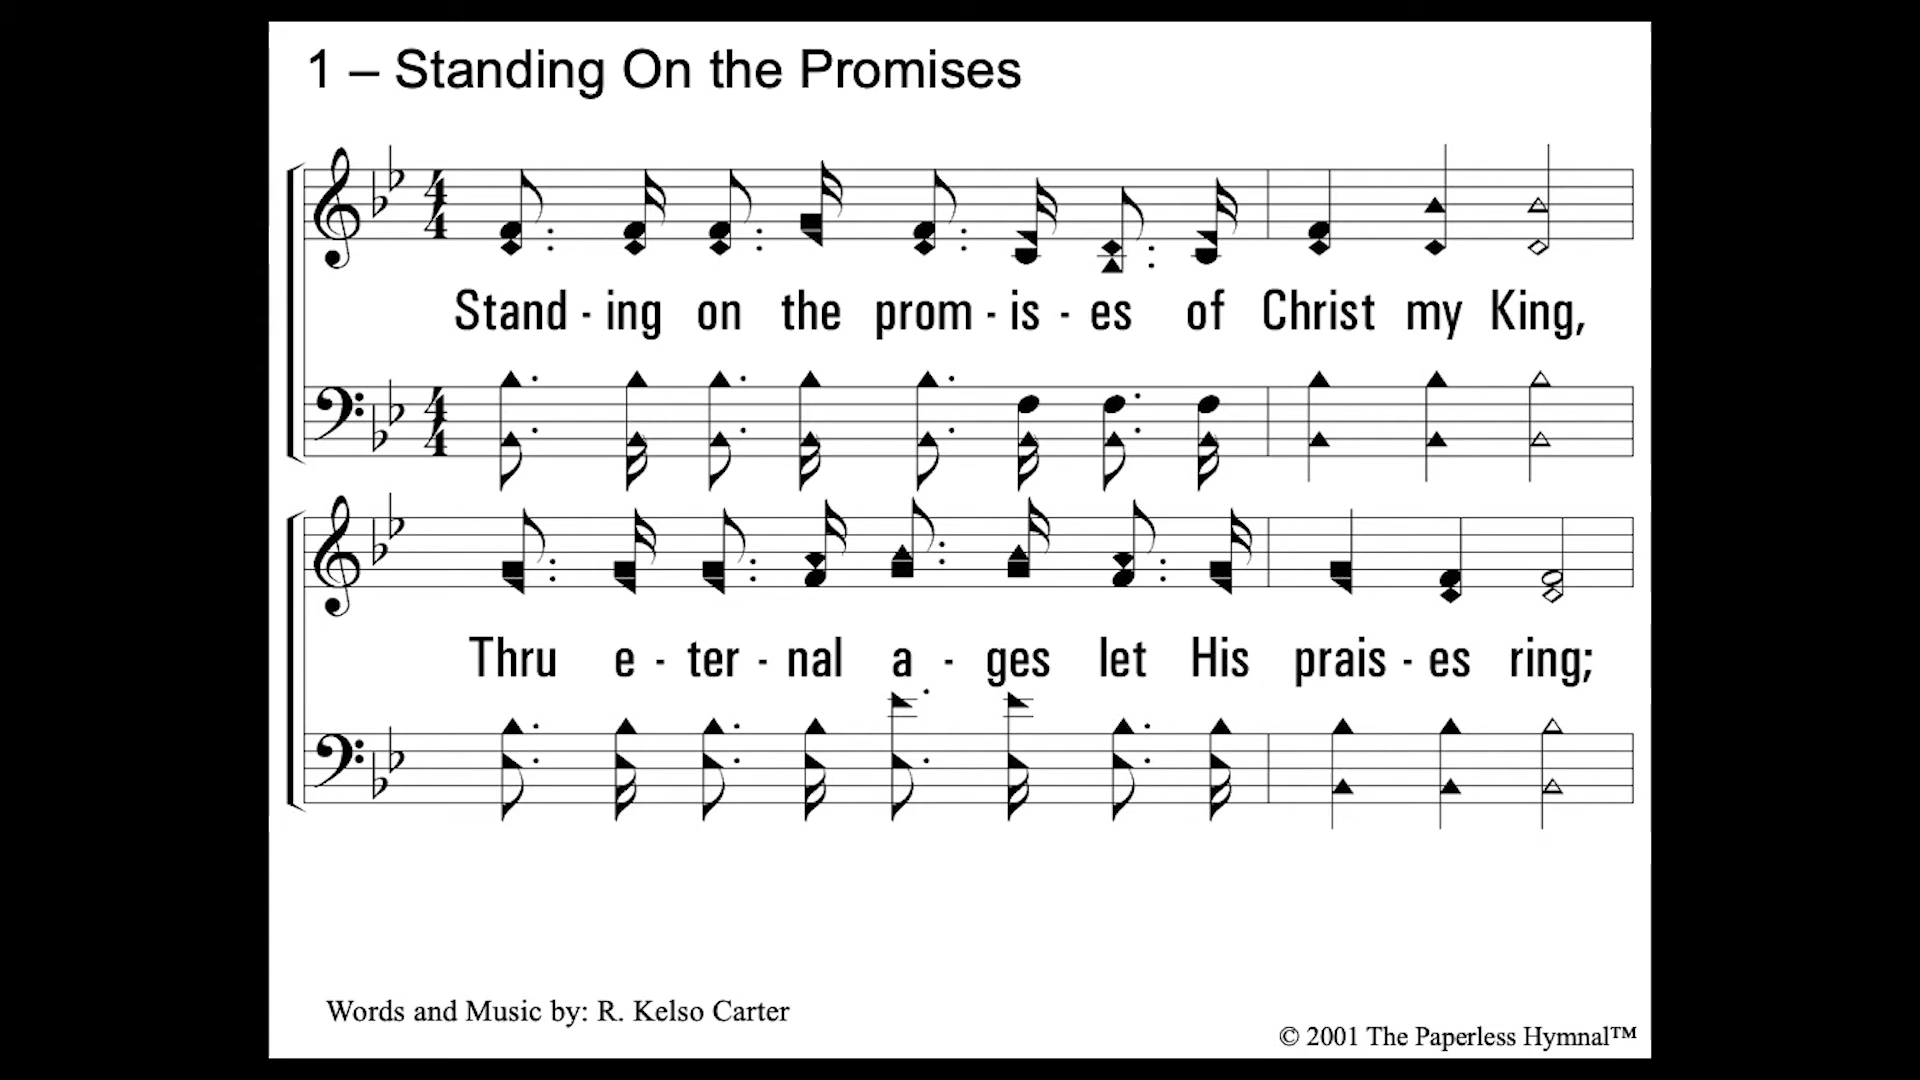 1 – Standing On the Promises
4
4
Stand - ing on the prom - is - es of Christ my King,
4
4
Thru e - ter - nal a - ges let His prais - es ring;
Words and Music by: R. Kelso Carter
© 2001 The Paperless Hymnal™